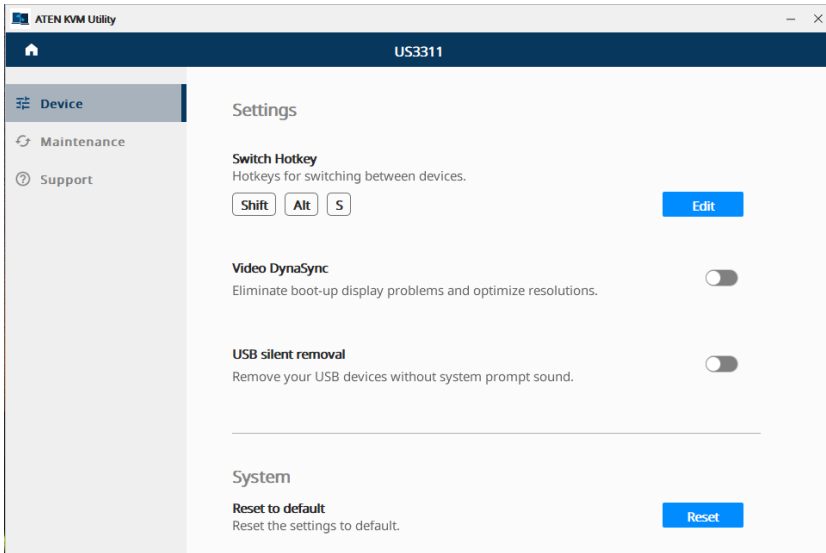 ATEN KVM Utility
US3311
Device
Maintenance
Support
Settings
Switch Hotkey
Hotkeys for switching between devices.
Shift Alt S
Edit
Video DynaSync
Eliminate boot-up display problems and optimize resolutions.
USB silent removal
Remove your USB devices without system prompt sound.
System
Reset to default
Reset the settings to default.
Reset